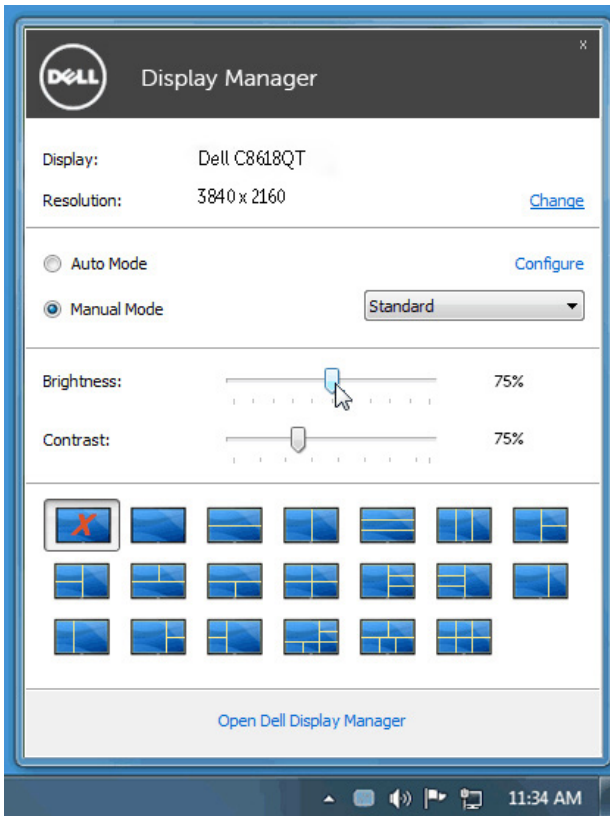 x
DELL
Display Manager
Display: Dell C8618QT
Resolution: 3840 x 2160 Change
Auto Mode Configure
Manual Mode Standard
Brightness: 75%
Contrast: 75%
X
Open Dell Display Manager
11:34 AM